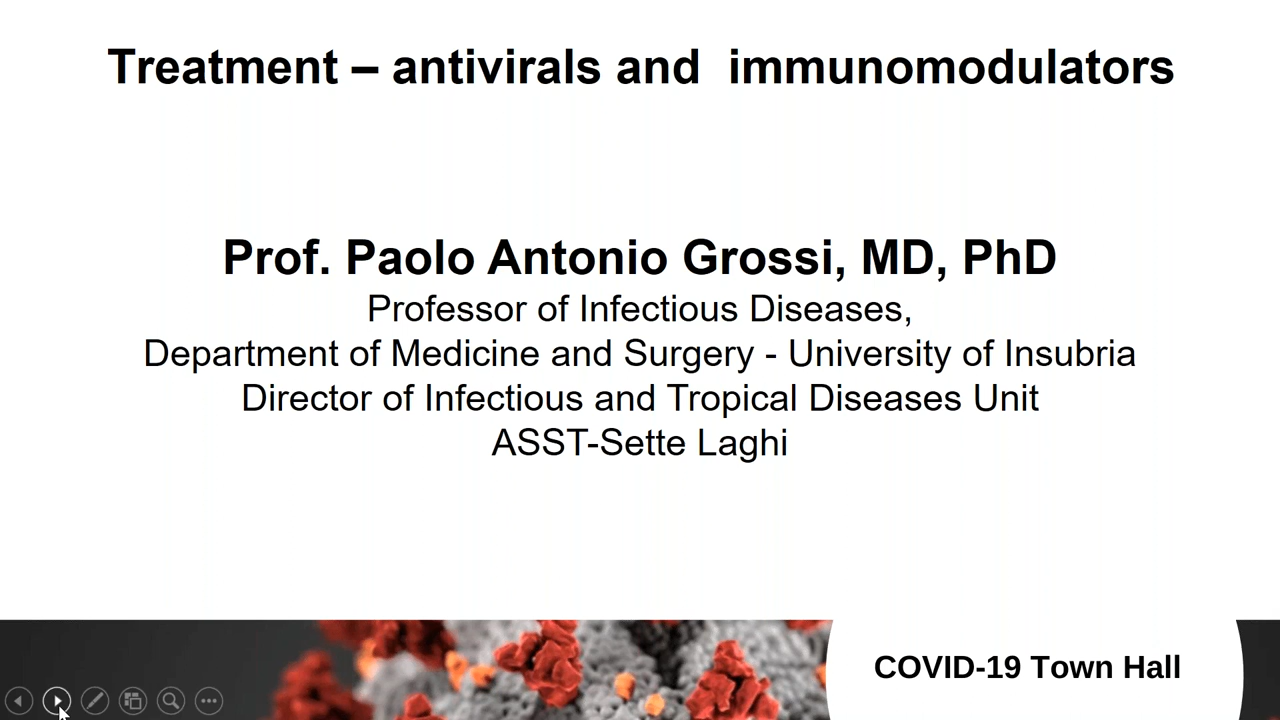 Treatment – antivirals and immunomodulators
Prof. Paolo Antonio Grossi, MD, PhD
Professor of Infectious Diseases,
Department of Medicine and Surgery - University of Insubria
Director of Infectious and Tropical Diseases Unit
ASST-Sette Laghi
COVID-19 Town Hall